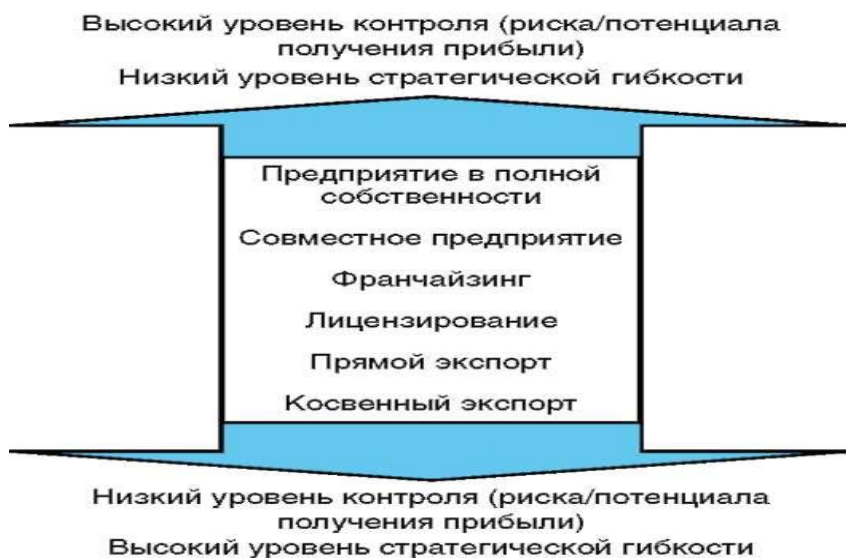 Высокий уровень контроля (риска/потенциала
получения прибыли)
Низкий уровень стратегической гибкости
Предприятие в полной
собственности
Совместное предприятие
Франчайзинг
Лицензирование
Прямой экспорт
Косвенный экспорт
Низкий уровень контроля (риска/потенциала
получения прибыли)
Высокий уровень стратегической гибкости